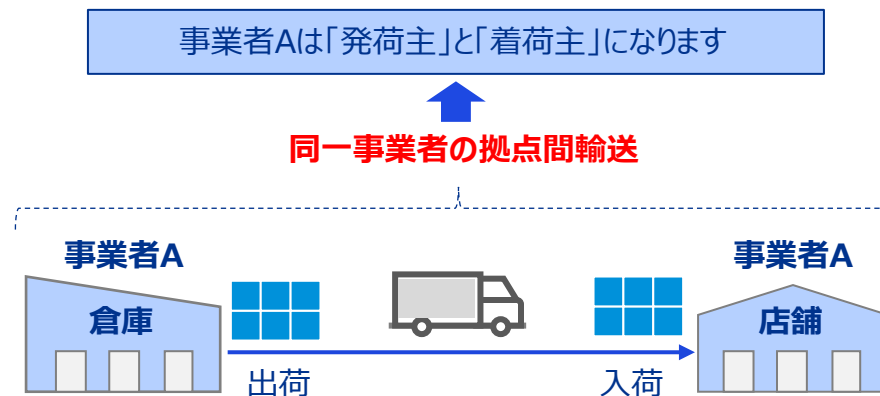 事業者Aは「発荷主」と「着荷主」になります
同一事業者の拠点間輸送
事業者A
事業者A
倉庫
店舗
出荷
入荷